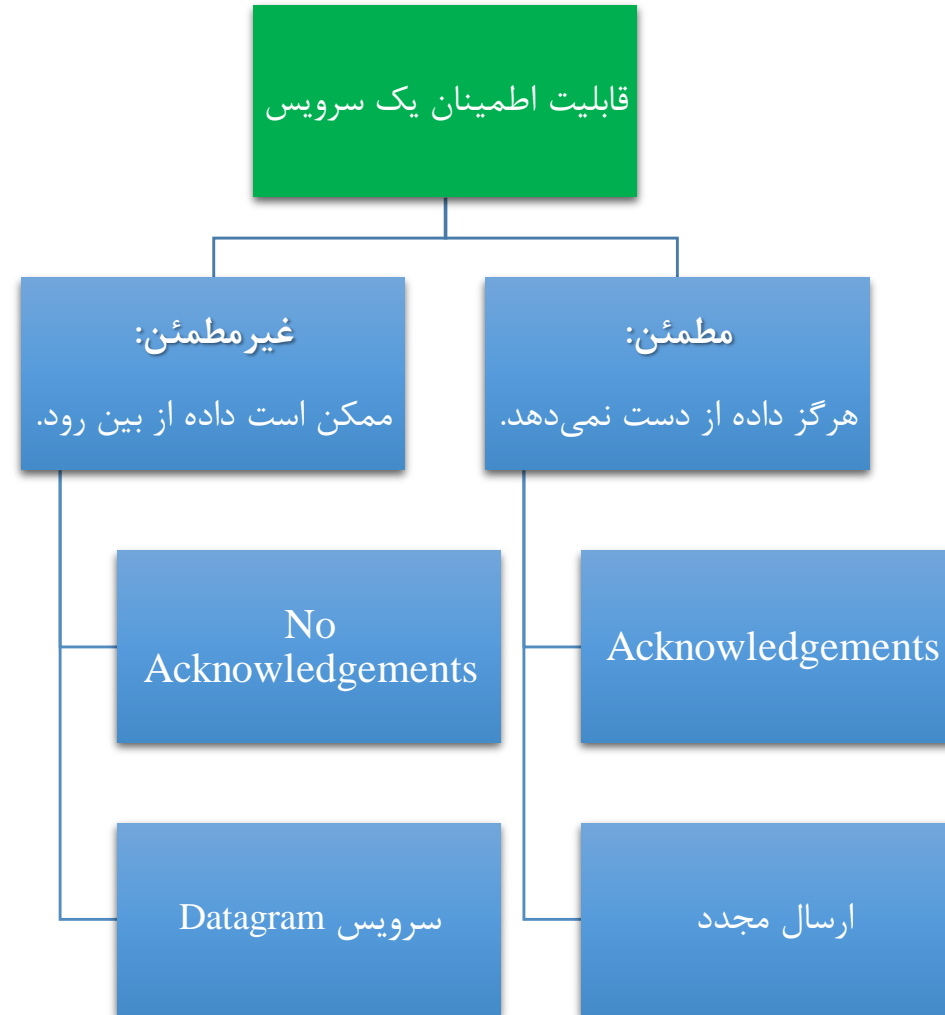 قابلیت اطمینان یک سرویس
مطمئن:
هرگز داده از دست نمی‌دهد.
Acknowledgements
ارسال مجدد
غیرمطمئن:
ممکن است داده از بین رود.
No
Acknowledgements
سرویس Datagram